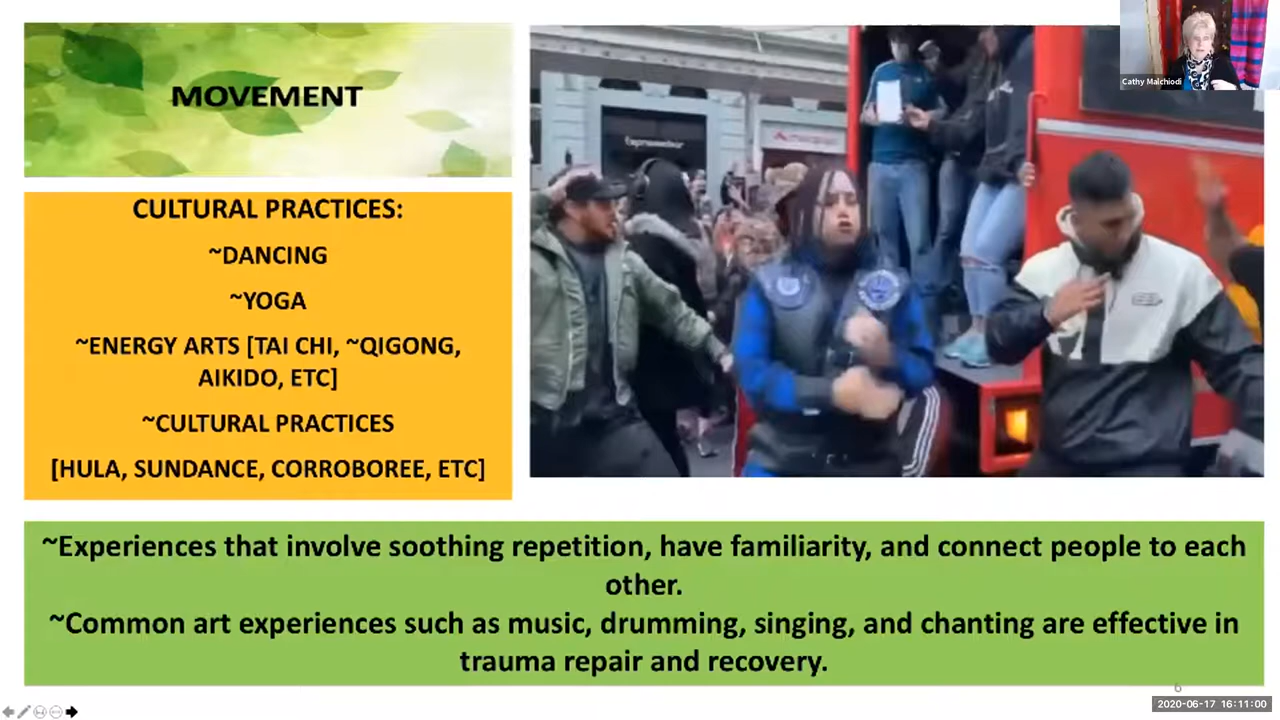 MOVEMENT
CULTURAL PRACTICES:
~DANCING
~YOGA
~ENERGY ARTS [TAI CHI, ~QIGONG,
AIKIDO, ETC]
~CULTURAL PRACTICES
[HULA, SUNDANCE, CORROBOREE, ETC]
Cathy Malchiodi
~Experiences that involve soothing repetition, have familiarity, and connect people to each
other.
~Common art experiences such as music, drumming, singing, and chanting are effective in
trauma repair and recovery.
6
2020-06-17 16:11:00